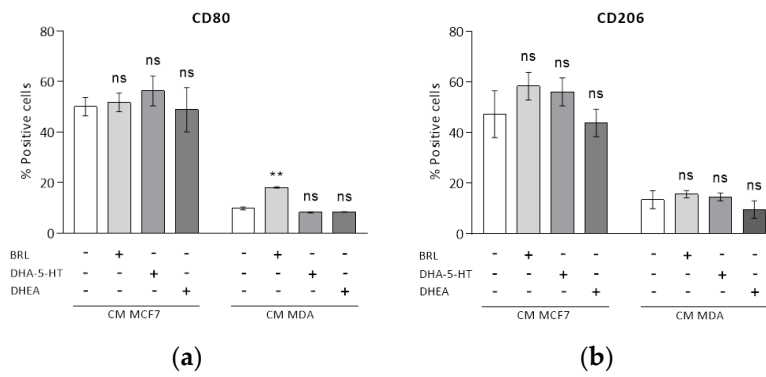 CD80
% Positive cells
80
60
40
20
0
ns ns ns
** ns ns
BRL - + - - - + - -
DHA-5-HT - - + - - - + -
DHEA - - - + - - - +
CM MCF7 CM MDA
(a)
CD206
% Positive cells
80
60
40
20
0
ns ns ns
ns ns ns
BRL - + - - - + - -
DHA-5-HT - - + - - - + -
DHEA - - - + - - - +
CM MCF7 CM MDA
(b)